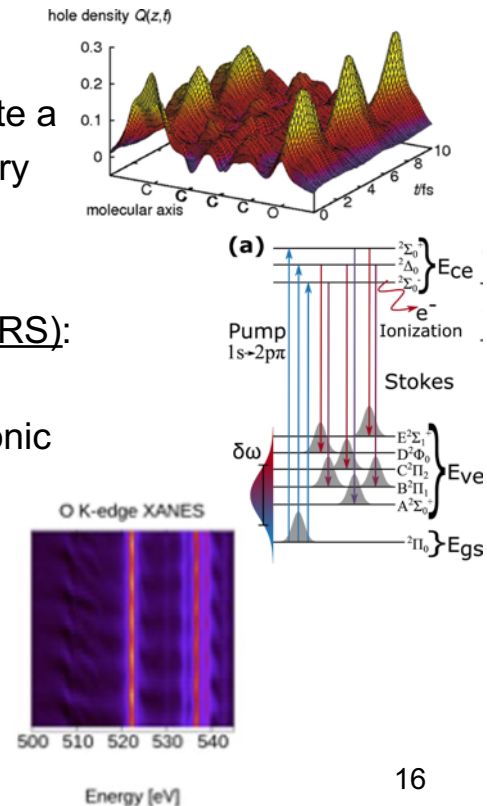 hole density Q(z,t)
0.3
0.2
0.1
0
C C C C O
molecular axis
0 2 4 6 8 10
t/fs
te a
ry
RS):
onic
(a)
²Σ₀⁺
²Δ₀
²Σ₀⁻
E_ce
e⁻
Pump
1s→2pπ
Ionization
Stokes
δω
E²Σ₁⁺
D²Φ₀
C²Π₂
B²Π₁
A²Σ₀⁺
E_ve
²Π₀
E_gs
O K-edge XANES
500 510 520 530 540
Energy [eV]
16